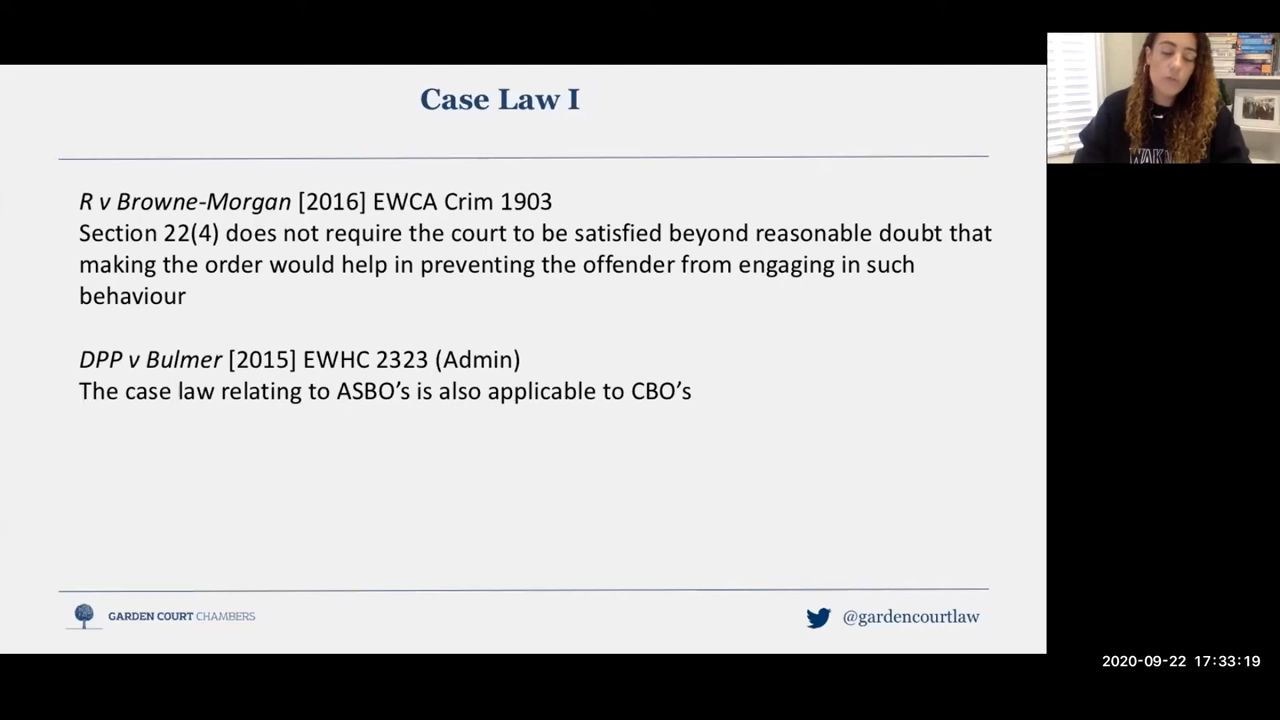 Case Law I
R v Browne-Morgan [2016] EWCA Crim 1903
Section 22(4) does not require the court to be satisfied beyond reasonable doubt that
making the order would help in preventing the offender from engaging in such
behaviour
DPP v Bulmer [2015] EWHC 2323 (Admin)
The case law relating to ASBO’s is also applicable to CBO’s
GARDEN COURT CHAMBERS
@gardencourtlaw
2020-09-22 17:33:19